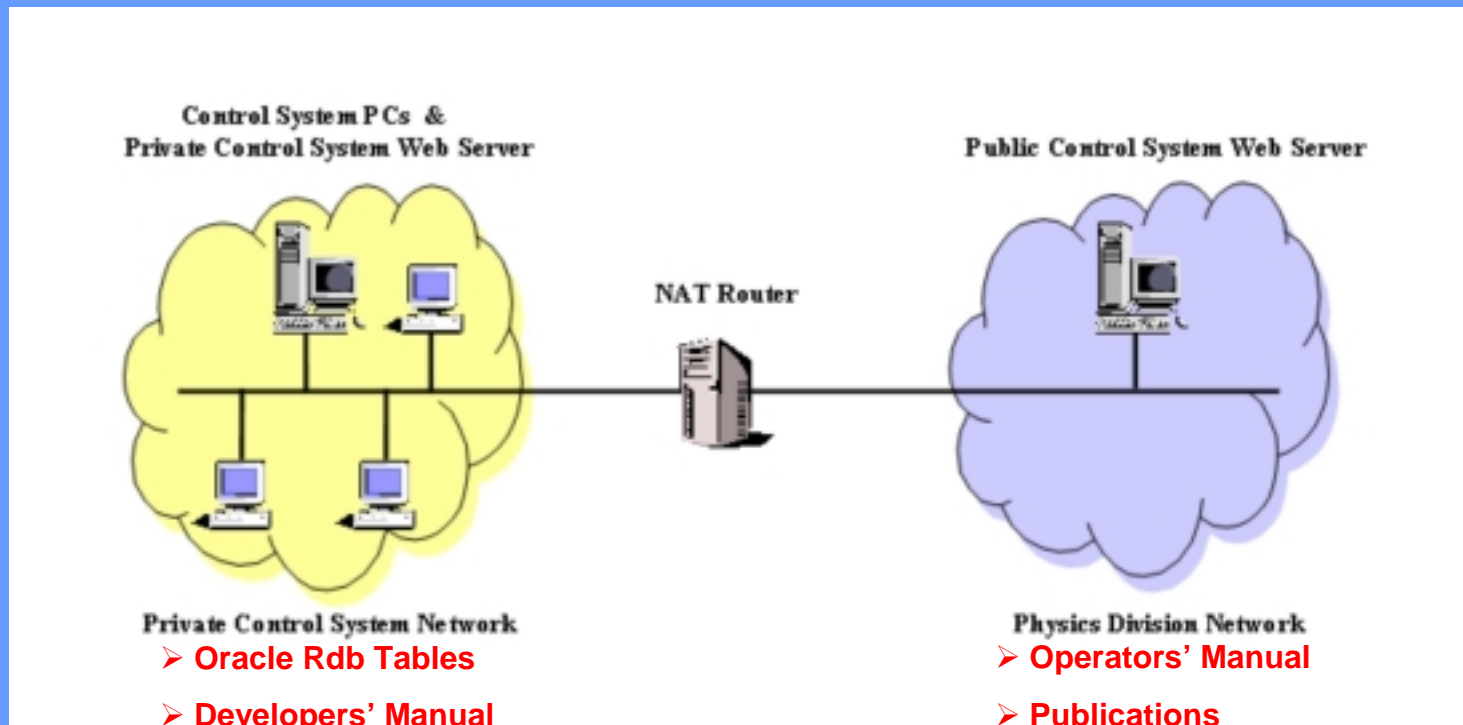 Control System PCs &
Private Control System Web Server
Public Control System Web Server
NAT Router
Private Control System Network
➢ Oracle Rdb Tables
➢ Developers’ Manual
Physics Division Network
➢ Operators’ Manual
➢ Publications